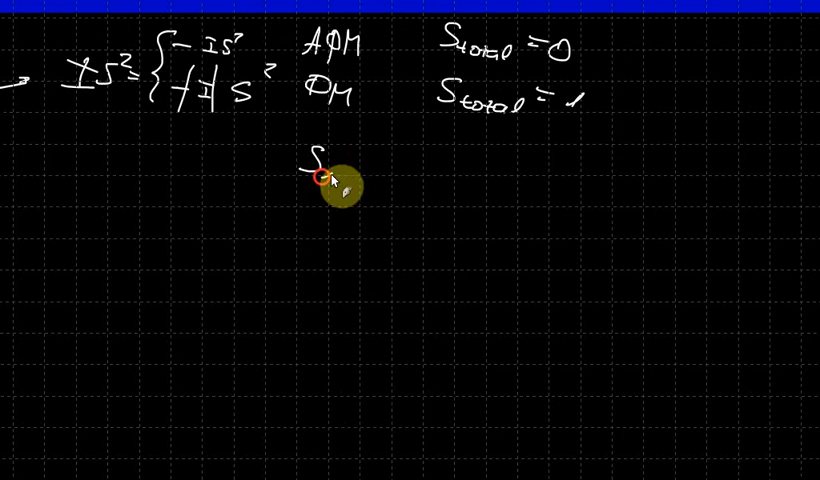 → IS² = { - IS² АФМ S_total = 0
+|I| S² ФМ S_total = 1
S